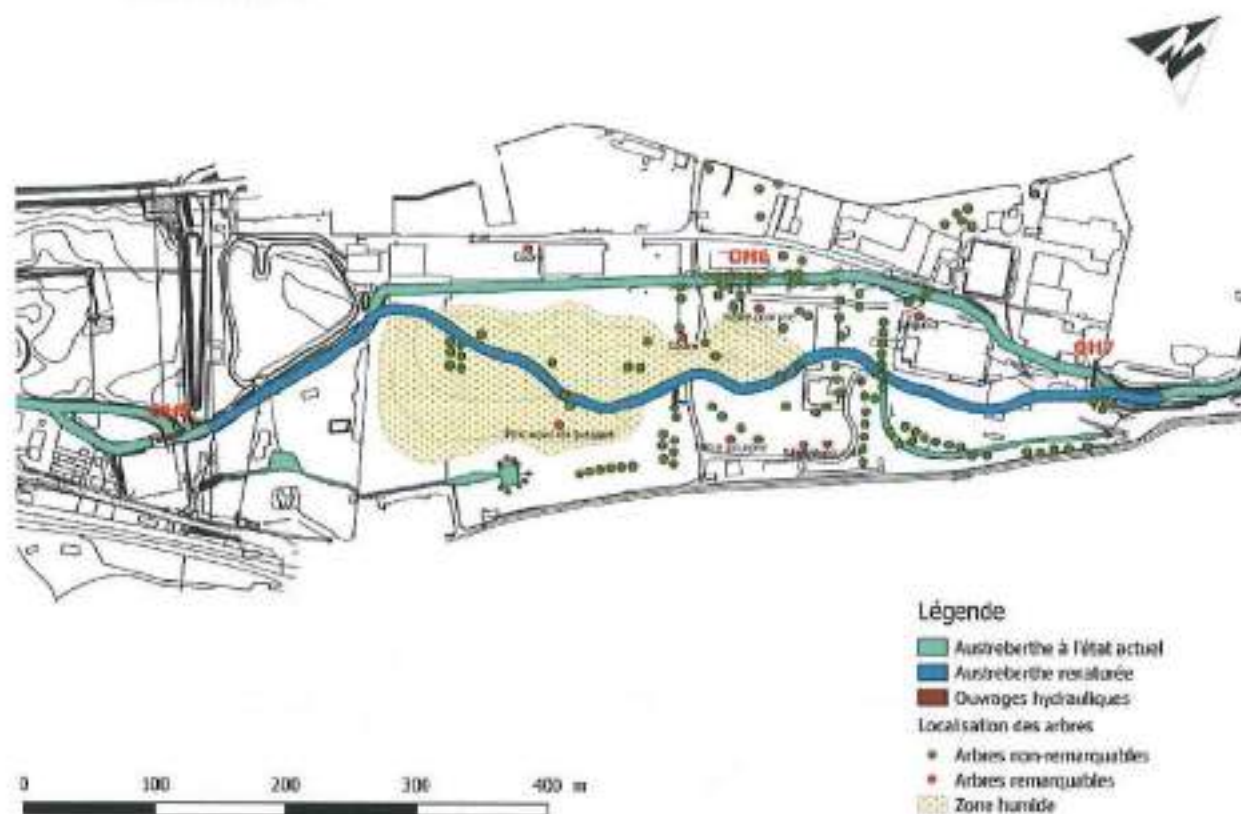 N
OH6
OH7
Légende
Austreberthe à l'état actuel
Austreberthe renaturée
Ouvrages hydrauliques
Localisation des arbres
Arbres non-remarquables
Arbres remarquables
Zone humide
0 100 200 300 400 m